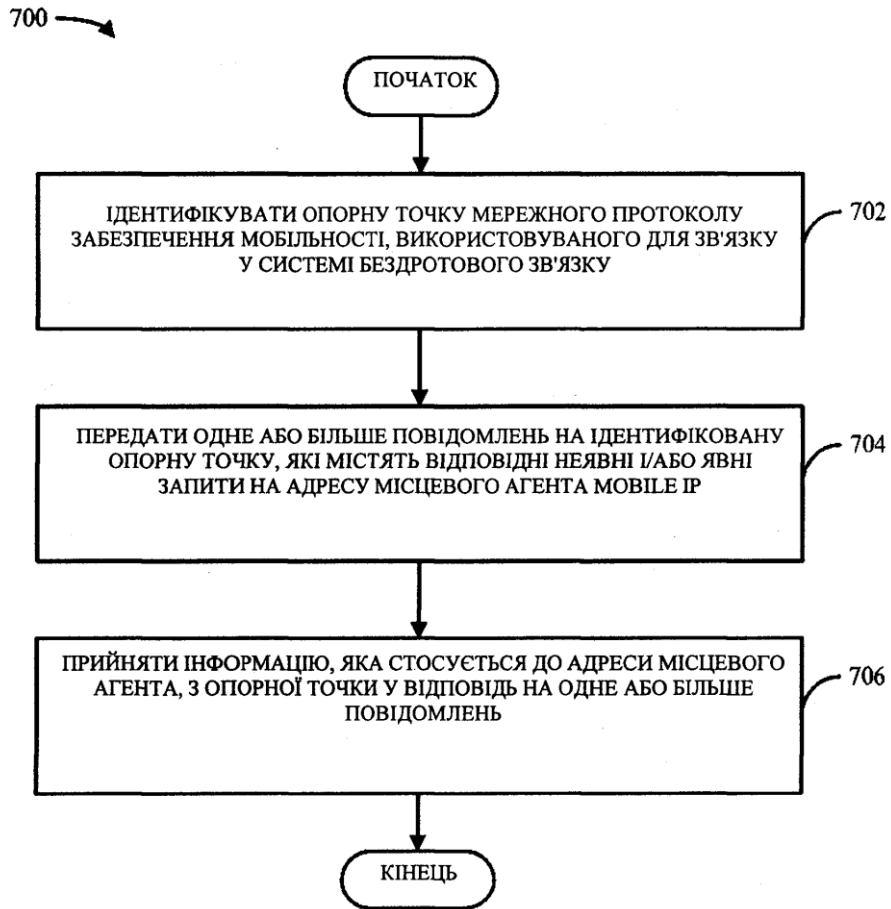 700
ПОЧАТОК
ІДЕНТИФІКУВАТИ ОПОРНУ ТОЧКУ МЕРЕЖНОГО ПРОТОКОЛУ
ЗАБЕЗПЕЧЕННЯ МОБІЛЬНОСТІ, ВИКОРИСТОВУВАНОГО ДЛЯ ЗВ'ЯЗКУ
У СИСТЕМІ БЕЗДРОТОВОГО ЗВ'ЯЗКУ
702
ПЕРЕДАТИ ОДНЕ АБО БІЛЬШЕ ПОВІДОМЛЕНЬ НА ІДЕНТИФІКОВАНУ
ОПОРНУ ТОЧКУ, ЯКІ МІСТЯТЬ ВІДПОВІДНІ НЕЯВНІ І/АБО ЯВНІ
ЗАПИТИ НА АДРЕСУ МІСЦЕВОГО АГЕНТА MOBILE IP
704
ПРИЙНЯТИ ІНФОРМАЦІЮ, ЯКА СТОСУЄТЬСЯ ДО АДРЕСИ МІСЦЕВОГО
АГЕНТА, З ОПОРНОЇ ТОЧКИ У ВІДПОВІДЬ НА ОДНЕ АБО БІЛЬШЕ
ПОВІДОМЛЕНЬ
706
КІНЕЦЬ